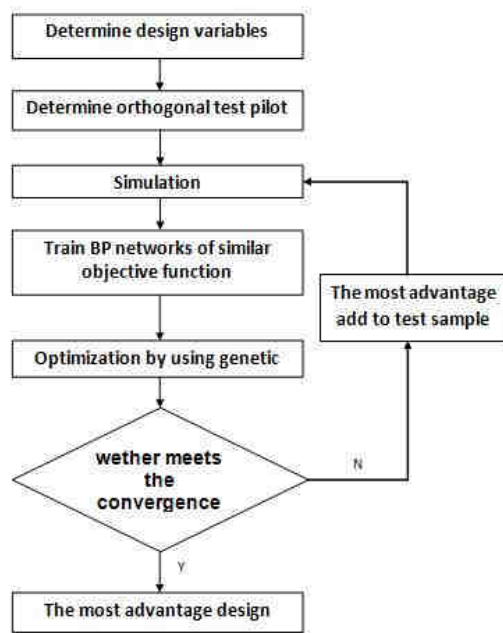 Determine design variables
Determine orthogonal test pilot
Simulation
Train BP networks of similar
objective function
The most advantage
add to test sample
Optimization by using genetic
wether meets
the
convergence
N
Y
The most advantage design